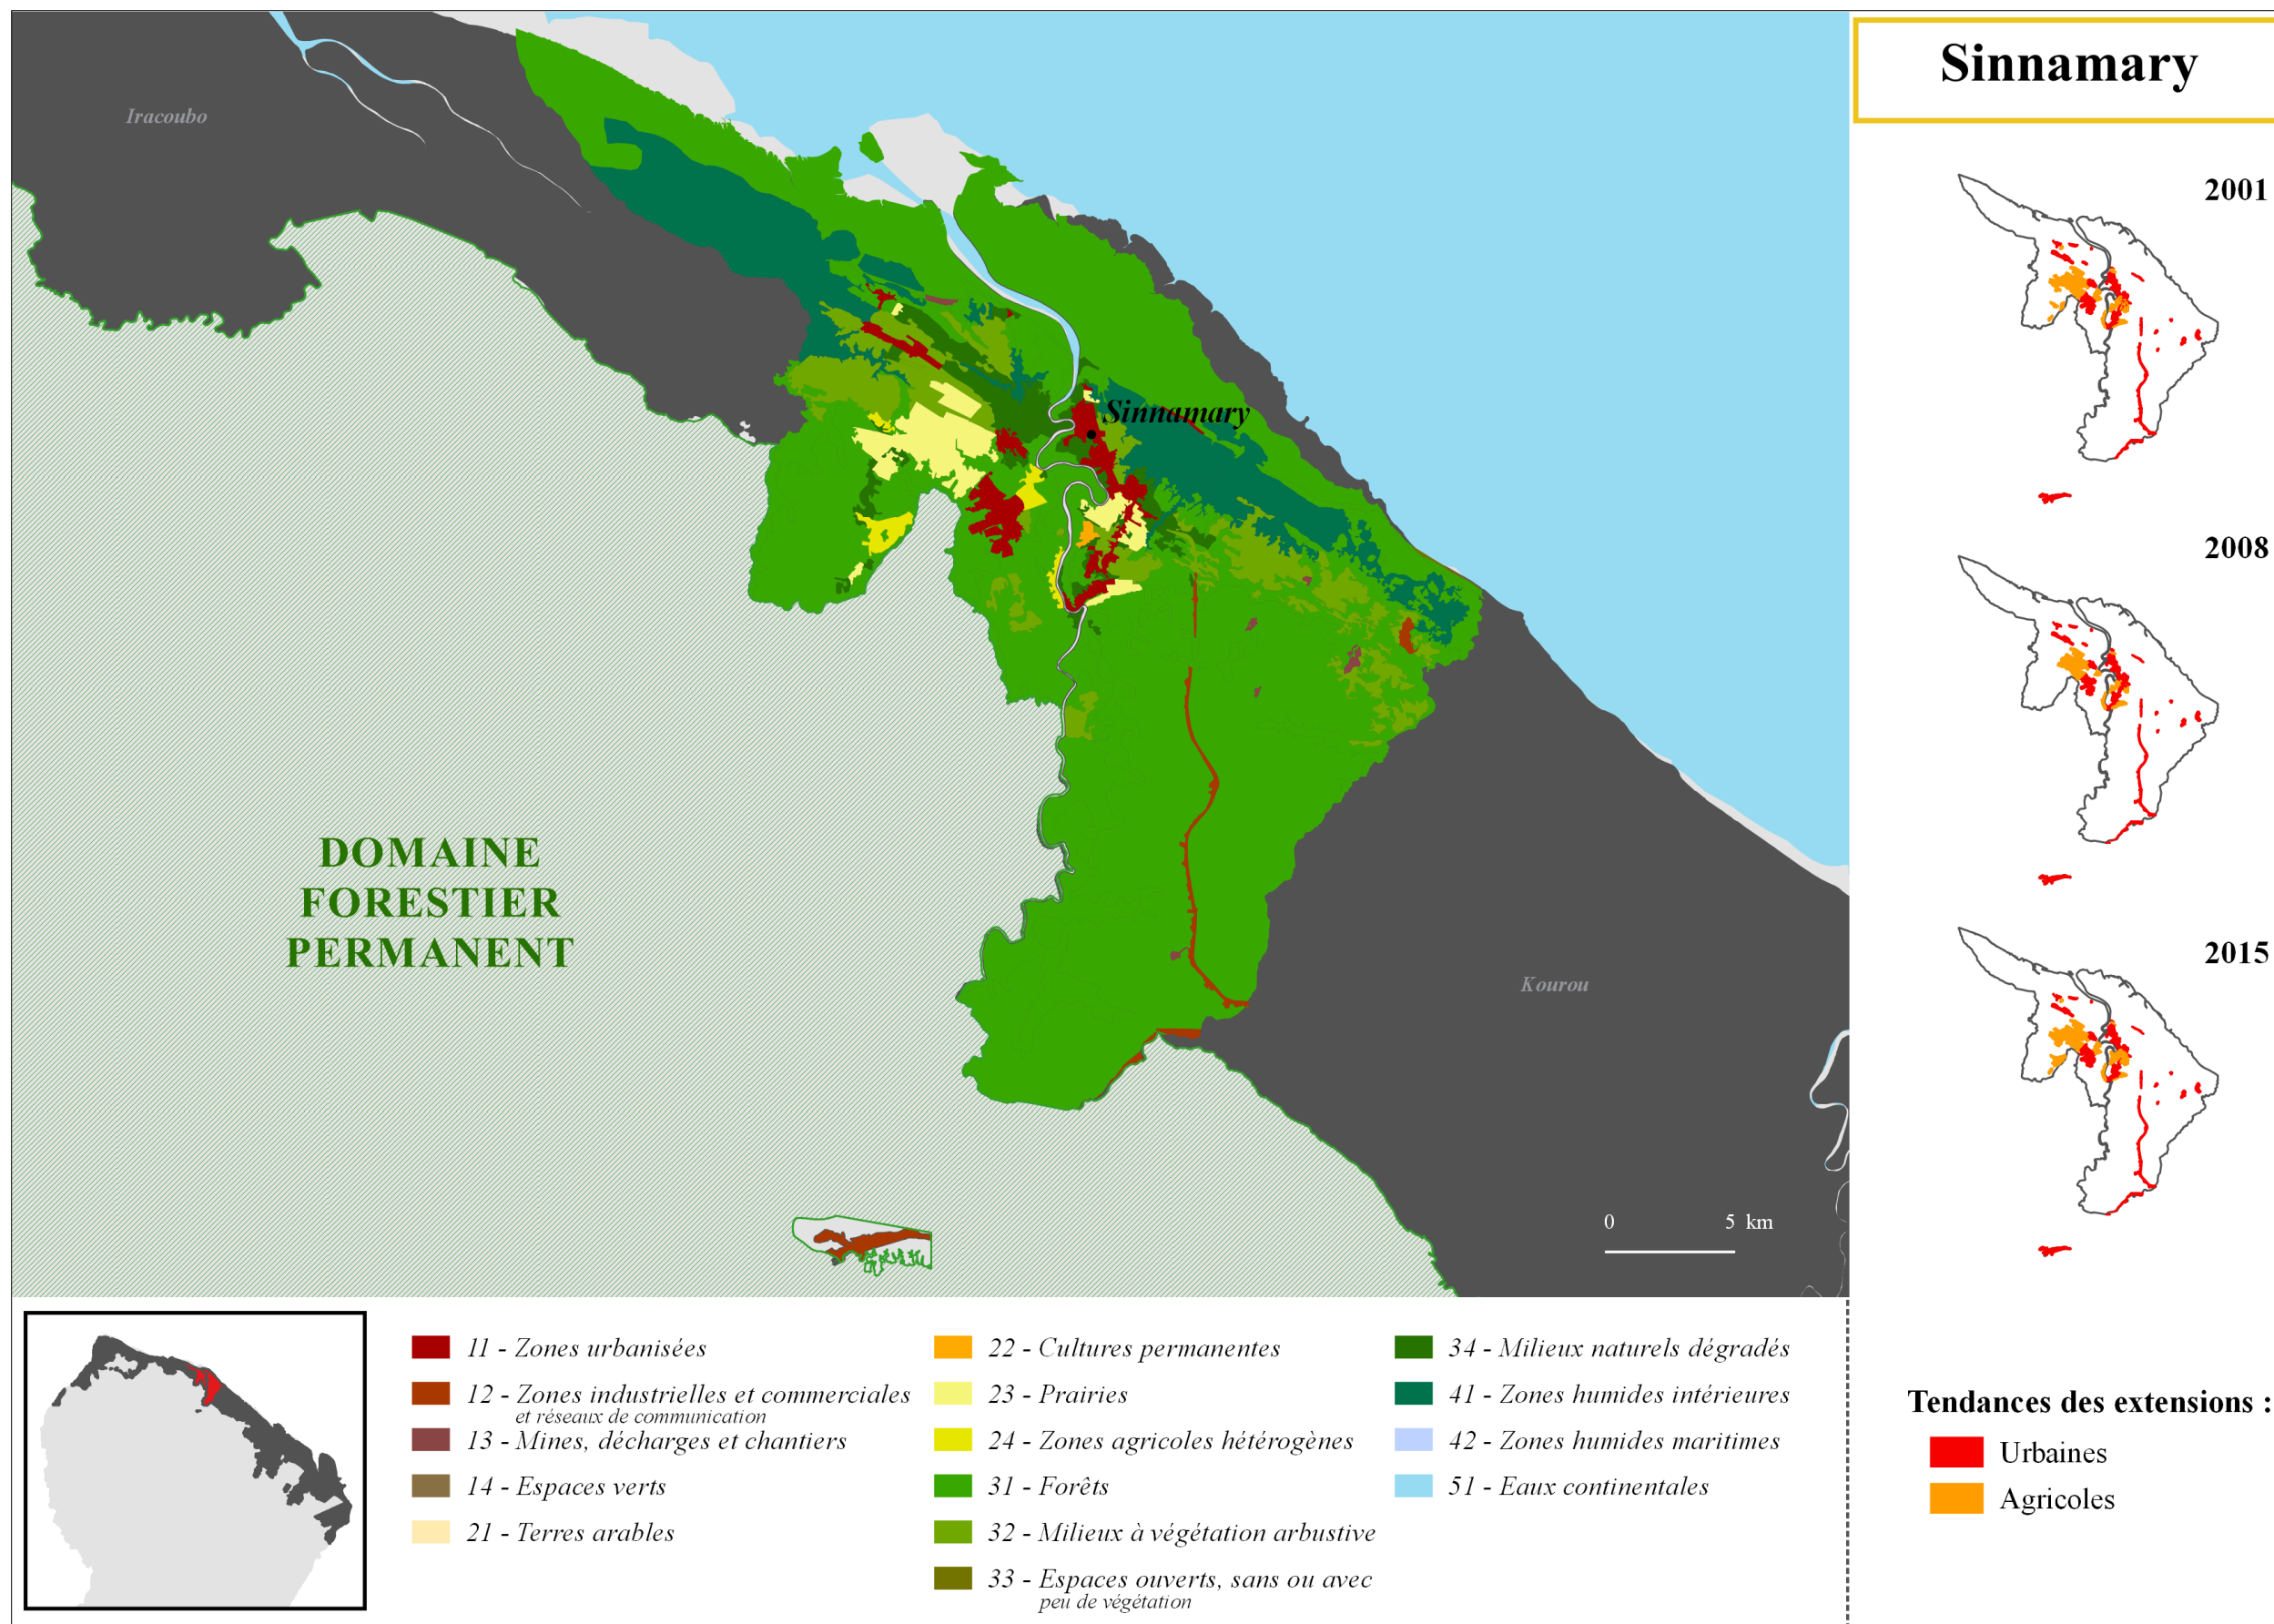 Sinnamary
Iracoubo
Sinnamary
DOMAINE
FORESTIER
PERMANENT
Kourou
0 5 km
2001
2008
2015
11 - Zones urbanisées
12 - Zones industrielles et commerciales
et réseaux de communication
13 - Mines, décharges et chantiers
14 - Espaces verts
21 - Terres arables
22 - Cultures permanentes
23 - Prairies
24 - Zones agricoles hétérogènes
31 - Forêts
32 - Milieux à végétation arbustive
33 - Espaces ouverts, sans ou avec
peu de végétation
34 - Milieux naturels dégradés
41 - Zones humides intérieures
42 - Zones humides maritimes
51 - Eaux continentales
Tendances des extensions :
Urbaines
Agricoles